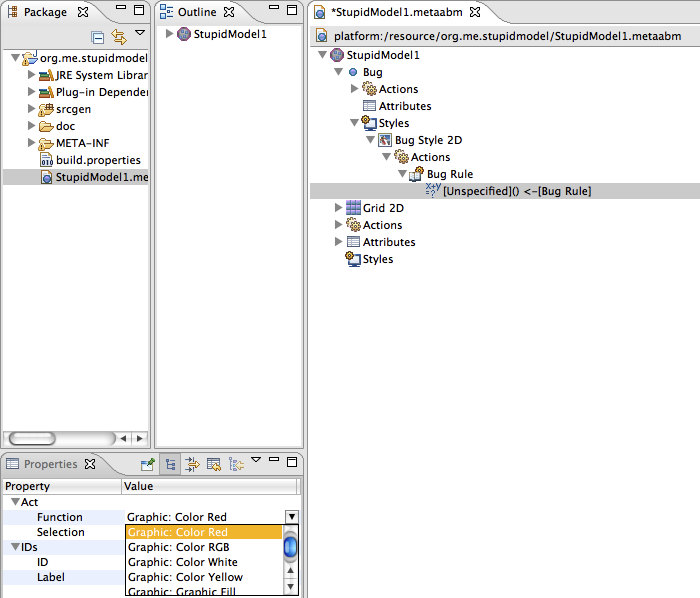 Package
org.me.stupidmodel
JRE System Librar
Plug-in Depender
srcgen
doc
META-INF
build.properties
StupidModel1.me
Outline
StupidModel1
*StupidModel1.metaabm
platform:/resource/org.me.stupidmodel/StupidModel1.metaabm
StupidModel1
Bug
Actions
Attributes
Styles
Bug Style 2D
Actions
Bug Rule
[Unspecified]() <-[Bug Rule]
Grid 2D
Actions
Attributes
Styles
Properties
Property Value
Act
Function Graphic: Color Red
Selection Graphic: Color Red
IDs Graphic: Color RGB
ID Graphic: Color White
Label Graphic: Color Yellow
Graphic: Graphic Fill